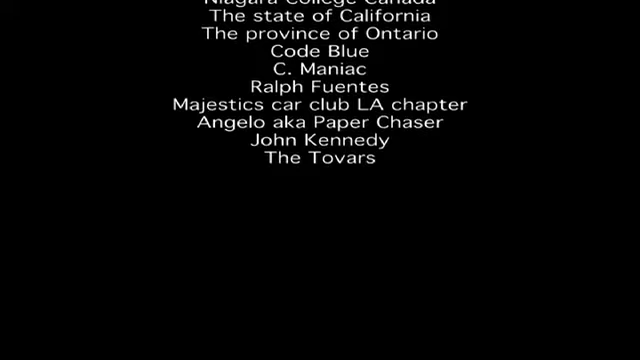 Niagara College Canada
The state of California
The province of Ontario
Code Blue
C. Maniac
Ralph Fuentes
Majestics car club LA chapter
Angelo aka Paper Chaser
John Kennedy
The Tovars